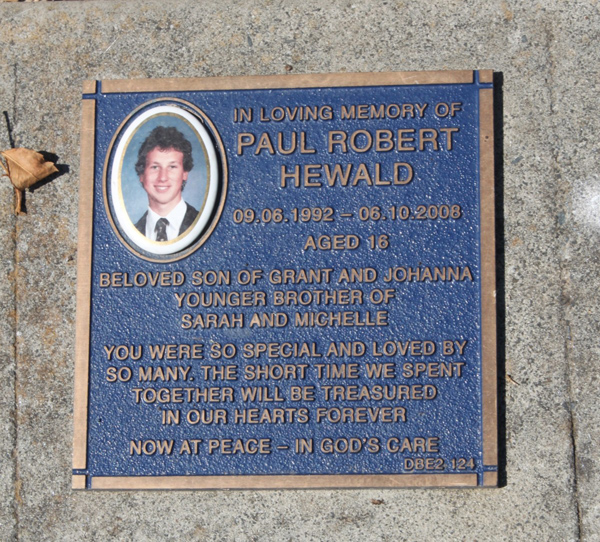 IN LOVING MEMORY OF
PAUL ROBERT
HEWALD
09.06.1992 – 06.10.2008
AGED 16
BELOVED SON OF GRANT AND JOHANNA
YOUNGER BROTHER OF
SARAH AND MICHELLE
YOU WERE SO SPECIAL AND LOVED BY
SO MANY. THE SHORT TIME WE SPENT
TOGETHER WILL BE TREASURED
IN OUR HEARTS FOREVER
NOW AT PEACE – IN GOD'S CARE
DBE2 124